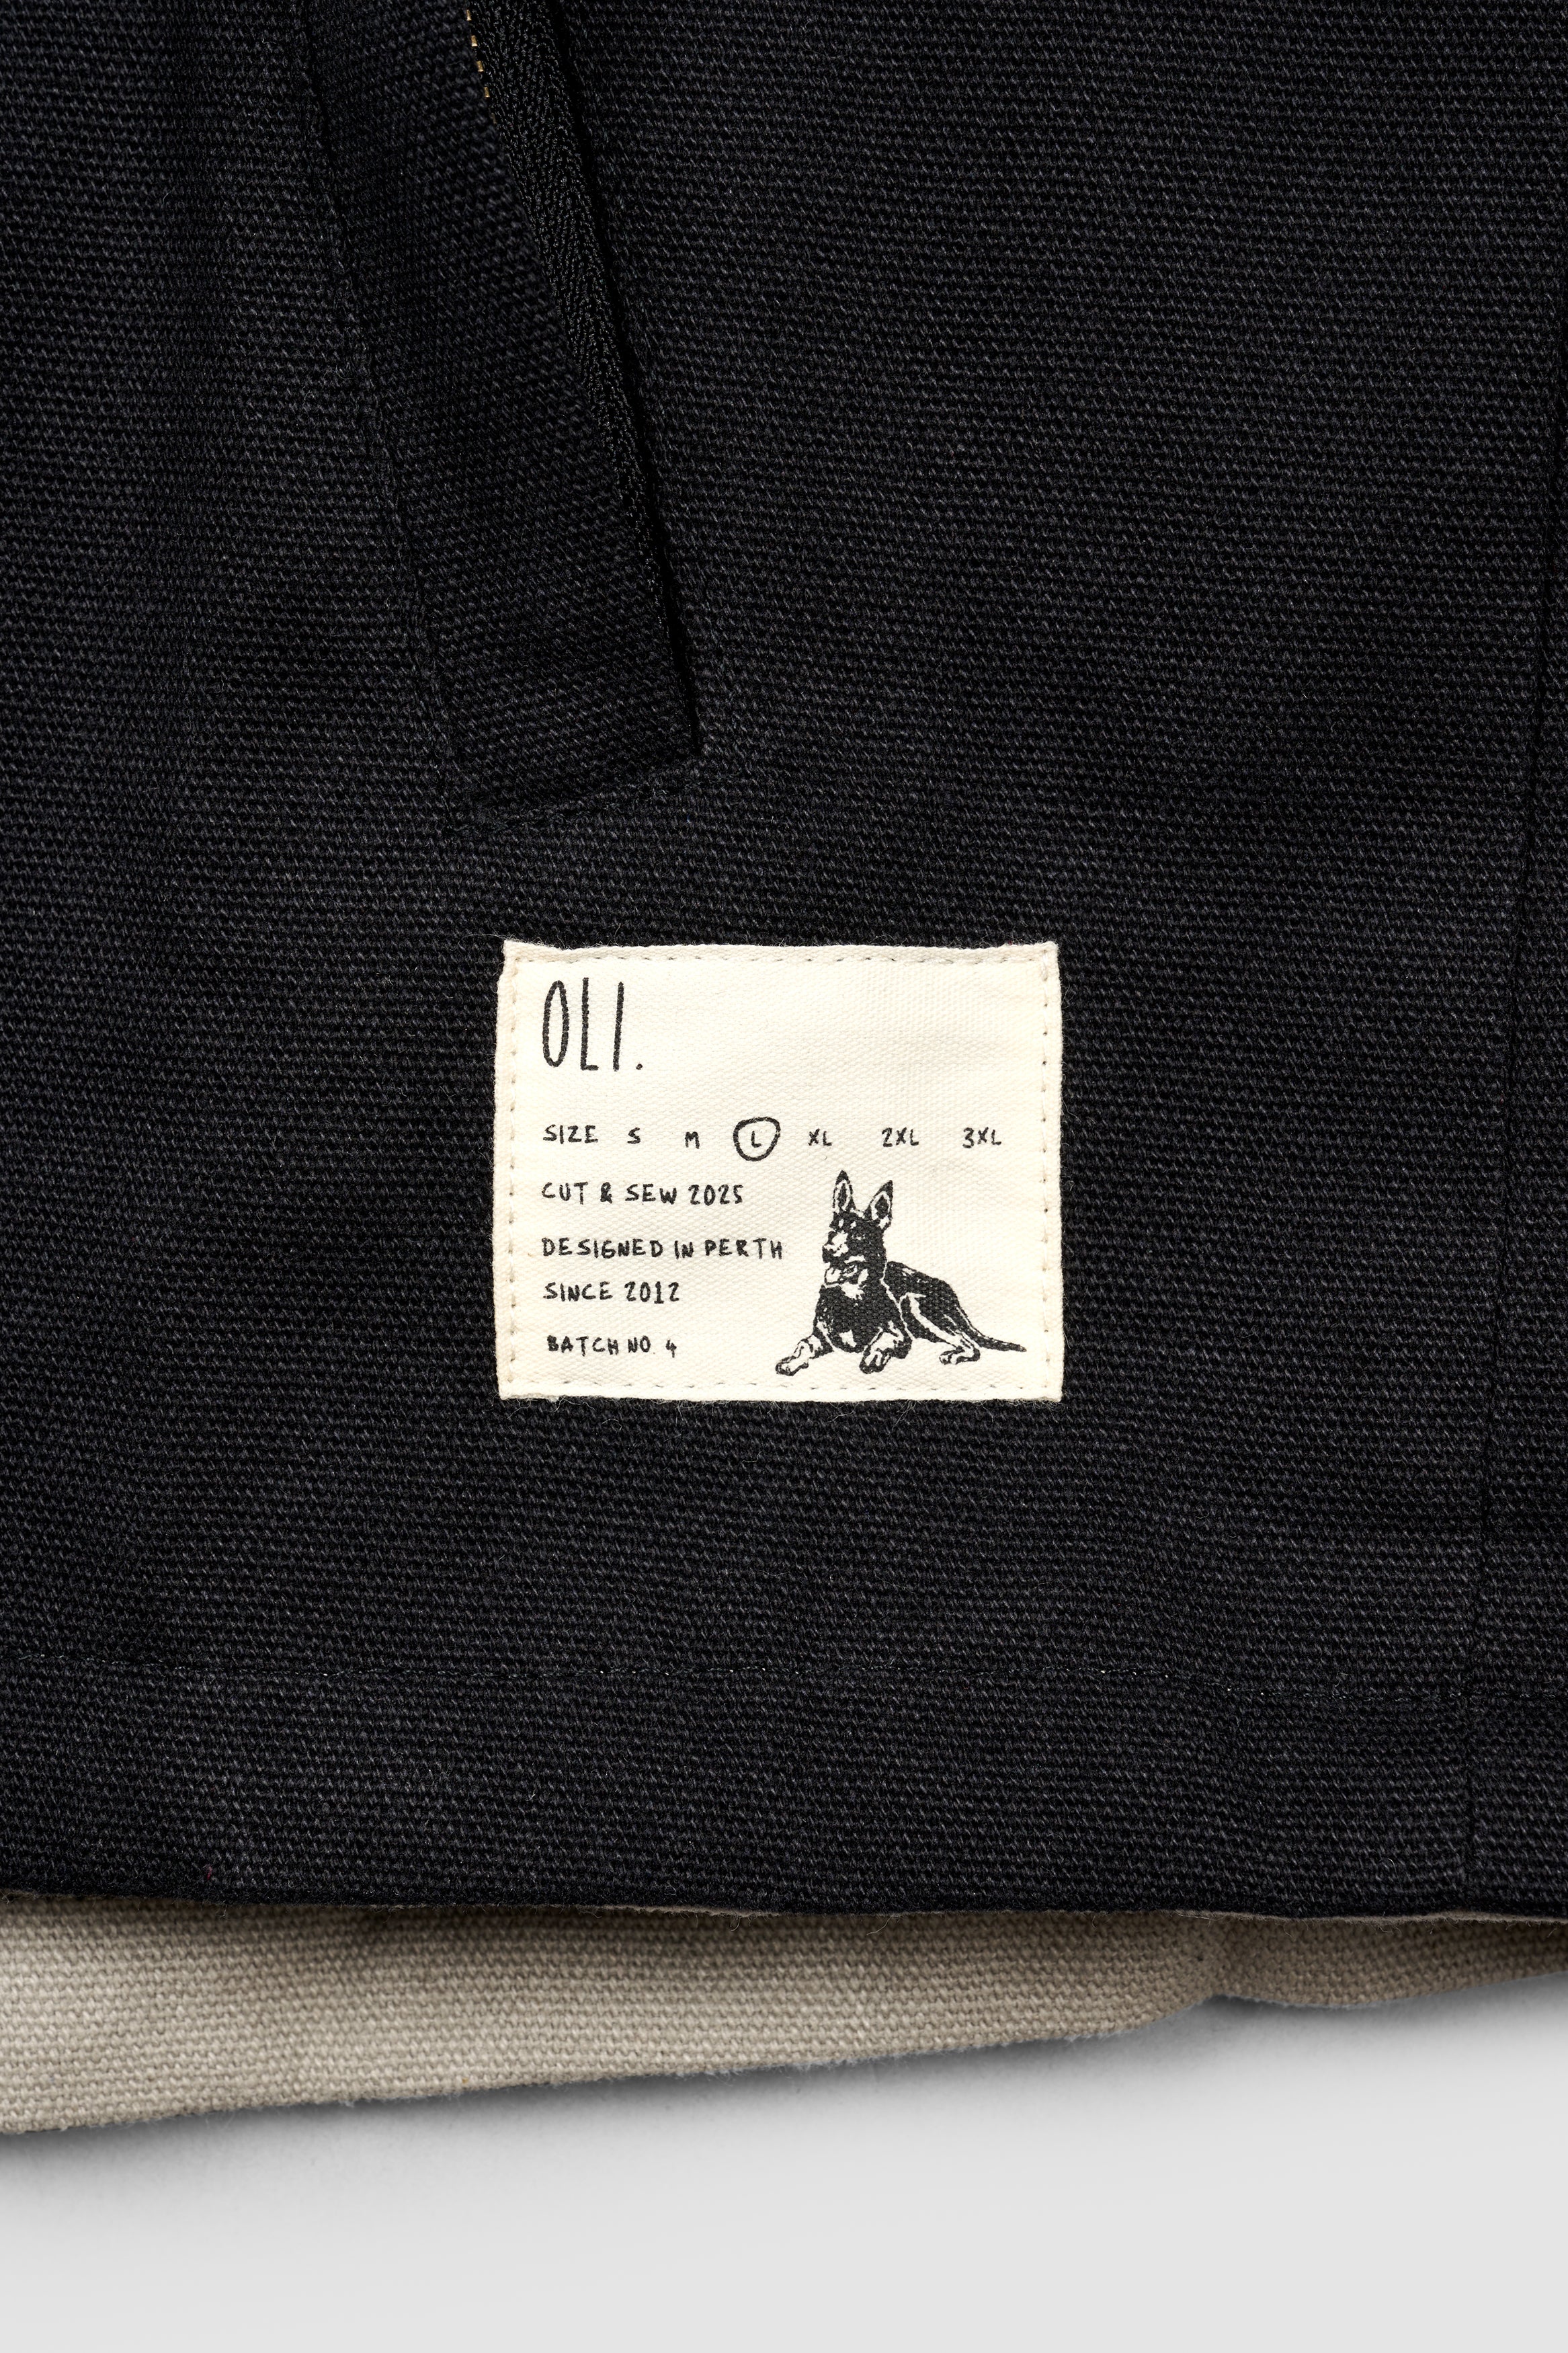 OLI.
SIZE S M L XL 2XL 3XL
CUT & SEW 2025
DESIGNED IN PERTH
SINCE 2012
BATCH NO. 4